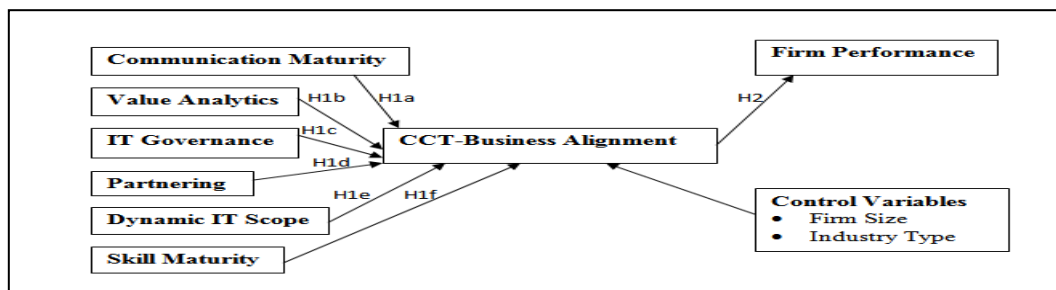 Communication Maturity
Firm Performance
H1a
H2
Value Analytics
H1b
IT Governance
H1c
CCT-Business Alignment
Partnering
H1d
Dynamic IT Scope
H1e
H1f
Skill Maturity
Control Variables
• Firm Size
• Industry Type